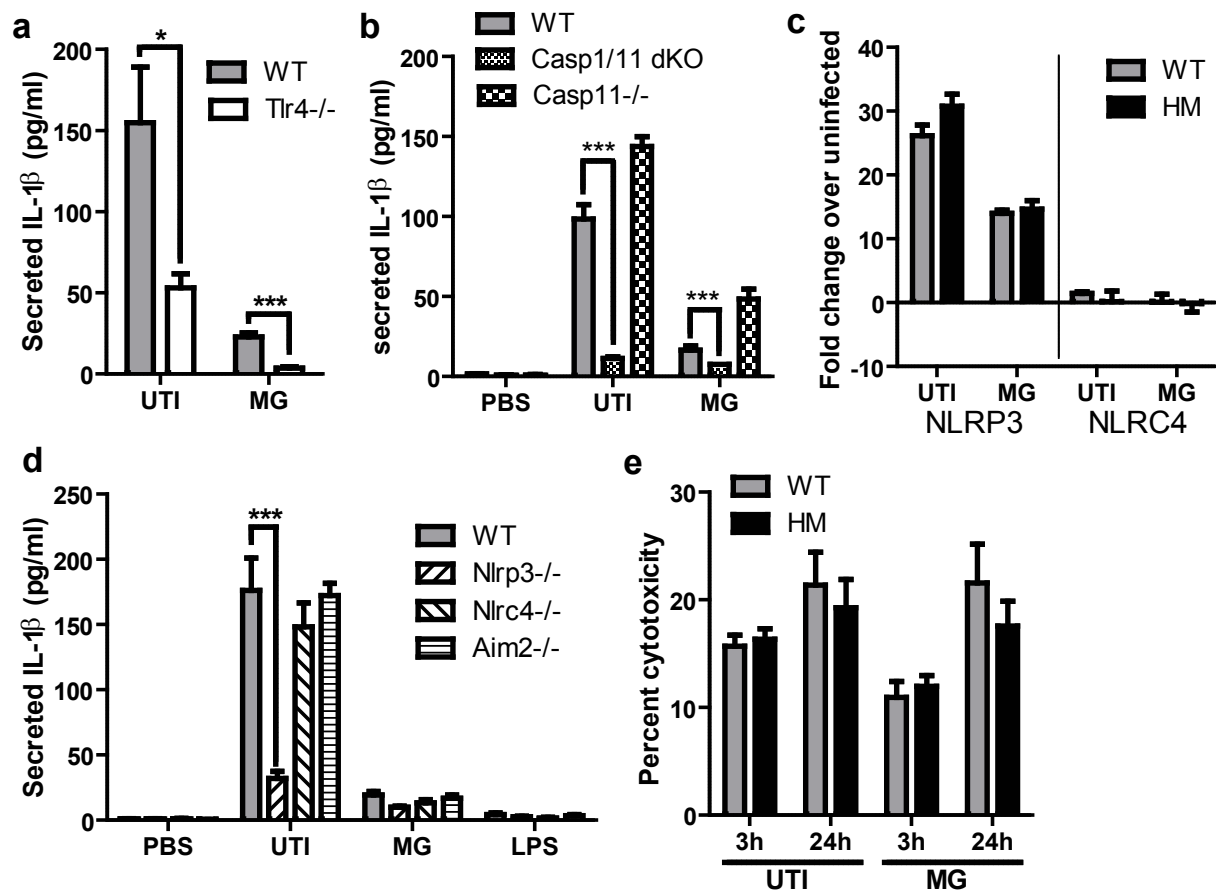 a
Secreted IL-1β (pg/ml)
200
150
100
50
0
*
***
WT
Tlr4-/-
UTI
MG
b
secreted IL-1β (pg/ml)
200
150
100
50
0
WT
Casp1/11 dKO
Casp11-/-
***
***
PBS
UTI
MG
c
Fold change over uninfected
40
30
20
10
0
-10
WT
HM
UTI
MG
UTI
MG
NLRP3
NLRC4
d
Secreted IL-1β (pg/ml)
250
200
150
100
50
0
***
WT
Nlrp3-/-
Nlrc4-/-
Aim2-/-
PBS
UTI
MG
LPS
e
Percent cytotoxicity
30
20
10
0
WT
HM
3h
24h
3h
24h
UTI
MG